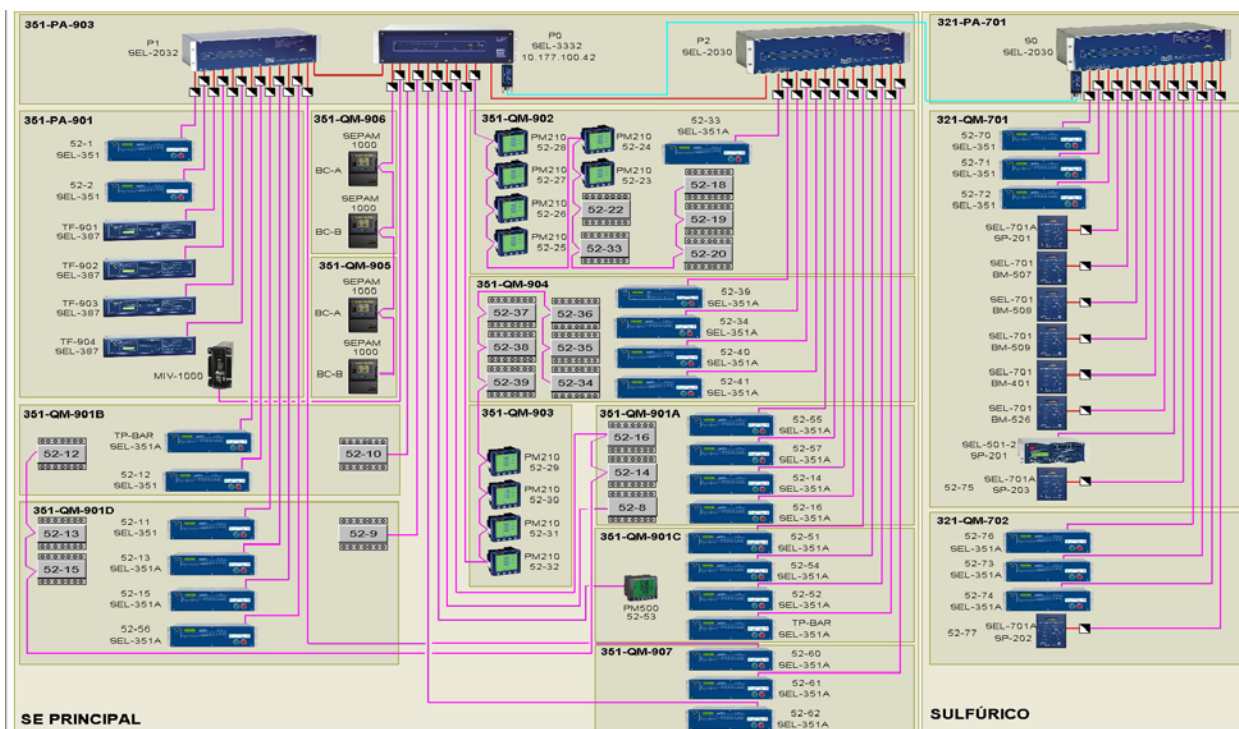 351-PA-903
P1
SEL-2032
P0
SEL-3332
10.177.100.42
P2
SEL-2030
321-PA-701
S0
SEL-2030
351-PA-901
52-1
SEL-351
52-2
SEL-351
TF-901
SEL-387
TF-902
SEL-387
TF-903
SEL-387
TF-904
SEL-387
MIV-1000
351-QM-906
SEPAM
1000
BC-A
SEPAM
1000
BC-B
351-QM-905
SEPAM
1000
BC-A
SEPAM
1000
BC-B
351-QM-902
PM210
52-28
PM210
52-27
PM210
52-26
PM210
52-25
PM210
52-24
PM210
52-23
52-22
52-33
52-33
SEL-351A
52-18
52-19
52-20
351-QM-904
52-37
52-38
52-39
52-36
52-35
52-34
52-39
SEL-351A
52-34
SEL-351A
52-40
SEL-351A
52-41
SEL-351A
351-QM-901B
52-12
TP-BAR
SEL-351A
52-12
SEL-351
52-10
351-QM-901D
52-13
52-15
52-11
SEL-351
52-13
SEL-351A
52-15
SEL-351A
52-56
SEL-351A
52-9
351-QM-903
PM210
52-29
PM210
52-30
PM210
52-31
PM210
52-32
351-QM-901A
52-16
52-14
52-8
52-55
SEL-351A
52-57
SEL-351A
52-14
SEL-351A
52-16
SEL-351A
351-QM-901C
PM500
52-53
52-51
SEL-351A
52-54
SEL-351A
52-52
SEL-351A
TP-BAR
SEL-351A
351-QM-907
52-60
SEL-351A
52-61
SEL-351A
52-62
SEL-351A
SE PRINCIPAL
321-QM-701
52-70
SEL-351
52-71
SEL-351
52-72
SEL-351
SEL-701A
SP-201
SEL-701
BM-507
SEL-701
BM-508
SEL-701
BM-509
SEL-701
BM-401
SEL-701
BM-526
SEL-501-2
SP-201
52-75
SEL-701A
SP-203
321-QM-702
52-76
SEL-351A
52-73
SEL-351A
52-74
SEL-351A
52-77
SEL-701A
SP-202
SULFÚRICO